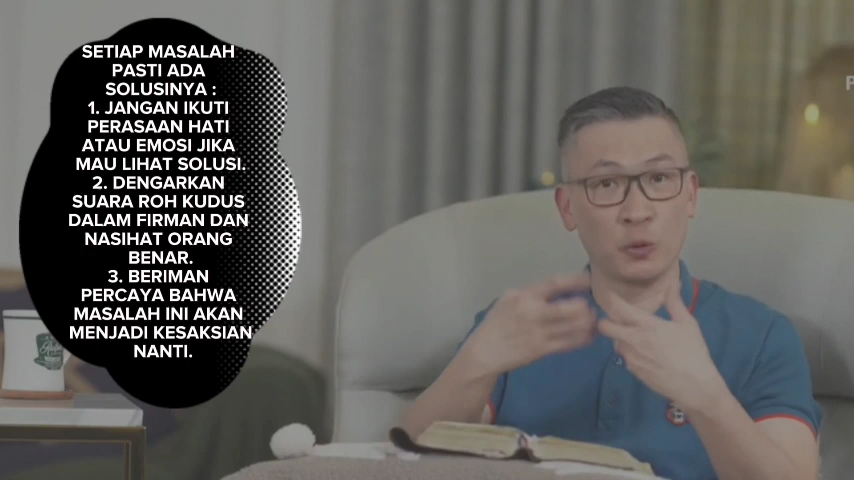 SETIAP MASALAH
PASTI ADA
SOLUSINYA :
1. JANGAN IKUTI
PERASAAN HATI
ATAU EMOSI JIKA
MAU LIHAT SOLUSI.
2. DENGARKAN
SUARA ROH KUDUS
DALAM FIRMAN DAN
NASIHAT ORANG
BENAR.
3. BERIMAN
PERCAYA BAHWA
MASALAH INI AKAN
MENJADI KESAKSIAN
NANTI.